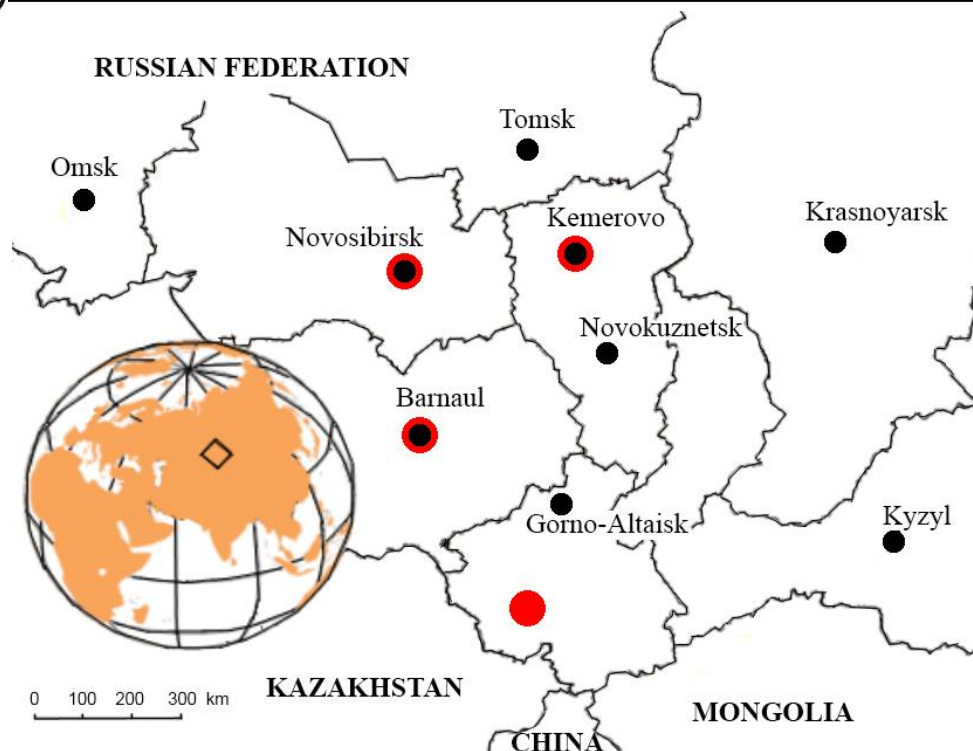 RUSSIAN FEDERATION
Tomsk
Omsk
Kemerovo
Krasnoyarsk
Novosibirsk
Novokuznetsk
Barnaul
Gorno-Altaisk
Kyzyl
0 100 200 300 km
KAZAKHSTAN
MONGOLIA
CHINA